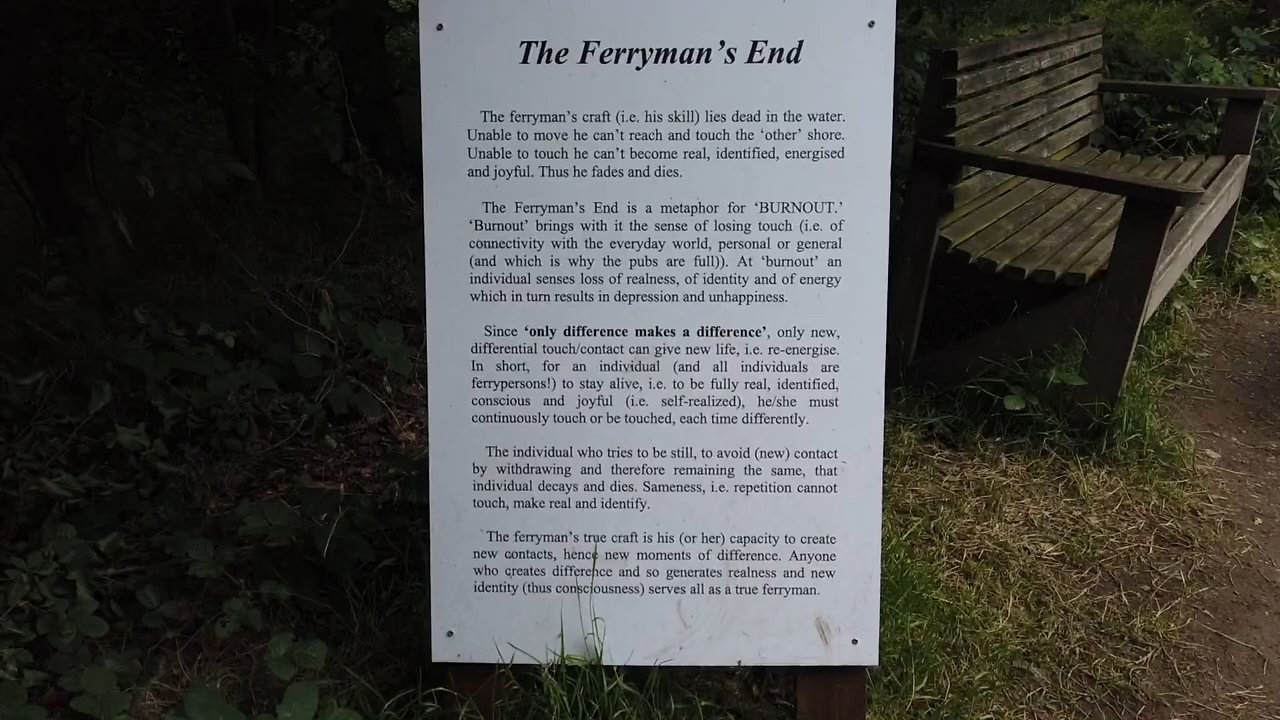 The Ferryman's End
The ferryman's craft (i.e. his skill) lies dead in the water.
Unable to move he can't reach and touch the 'other' shore.
Unable to touch he can't become real, identified, energised
and joyful. Thus he fades and dies.
The Ferryman's End is a metaphor for 'BURNOUT.'
'Burnout' brings with it the sense of losing touch (i.e. of
connectivity with the everyday world, personal or general
(and which is why the pubs are full)). At 'burnout' an
individual senses loss of realness, of identity and of energy
which in turn results in depression and unhappiness.
Since 'only difference makes a difference', only new,
differential touch/contact can give new life, i.e. re-energise.
In short, for an individual (and all individuals are
ferrypersons!) to stay alive, i.e. to be fully real, identified,
conscious and joyful (i.e. self-realized), he/she must
continuously touch or be touched, each time differently.
The individual who tries to be still, to avoid (new) contact
by withdrawing and therefore remaining the same, that
individual decays and dies. Sameness, i.e. repetition cannot
touch, make real and identify.
The ferryman's true craft is his (or her) capacity to create
new contacts, hence new moments of difference. Anyone
who creates difference and so generates realness and new
identity (thus consciousness) serves all as a true ferryman.